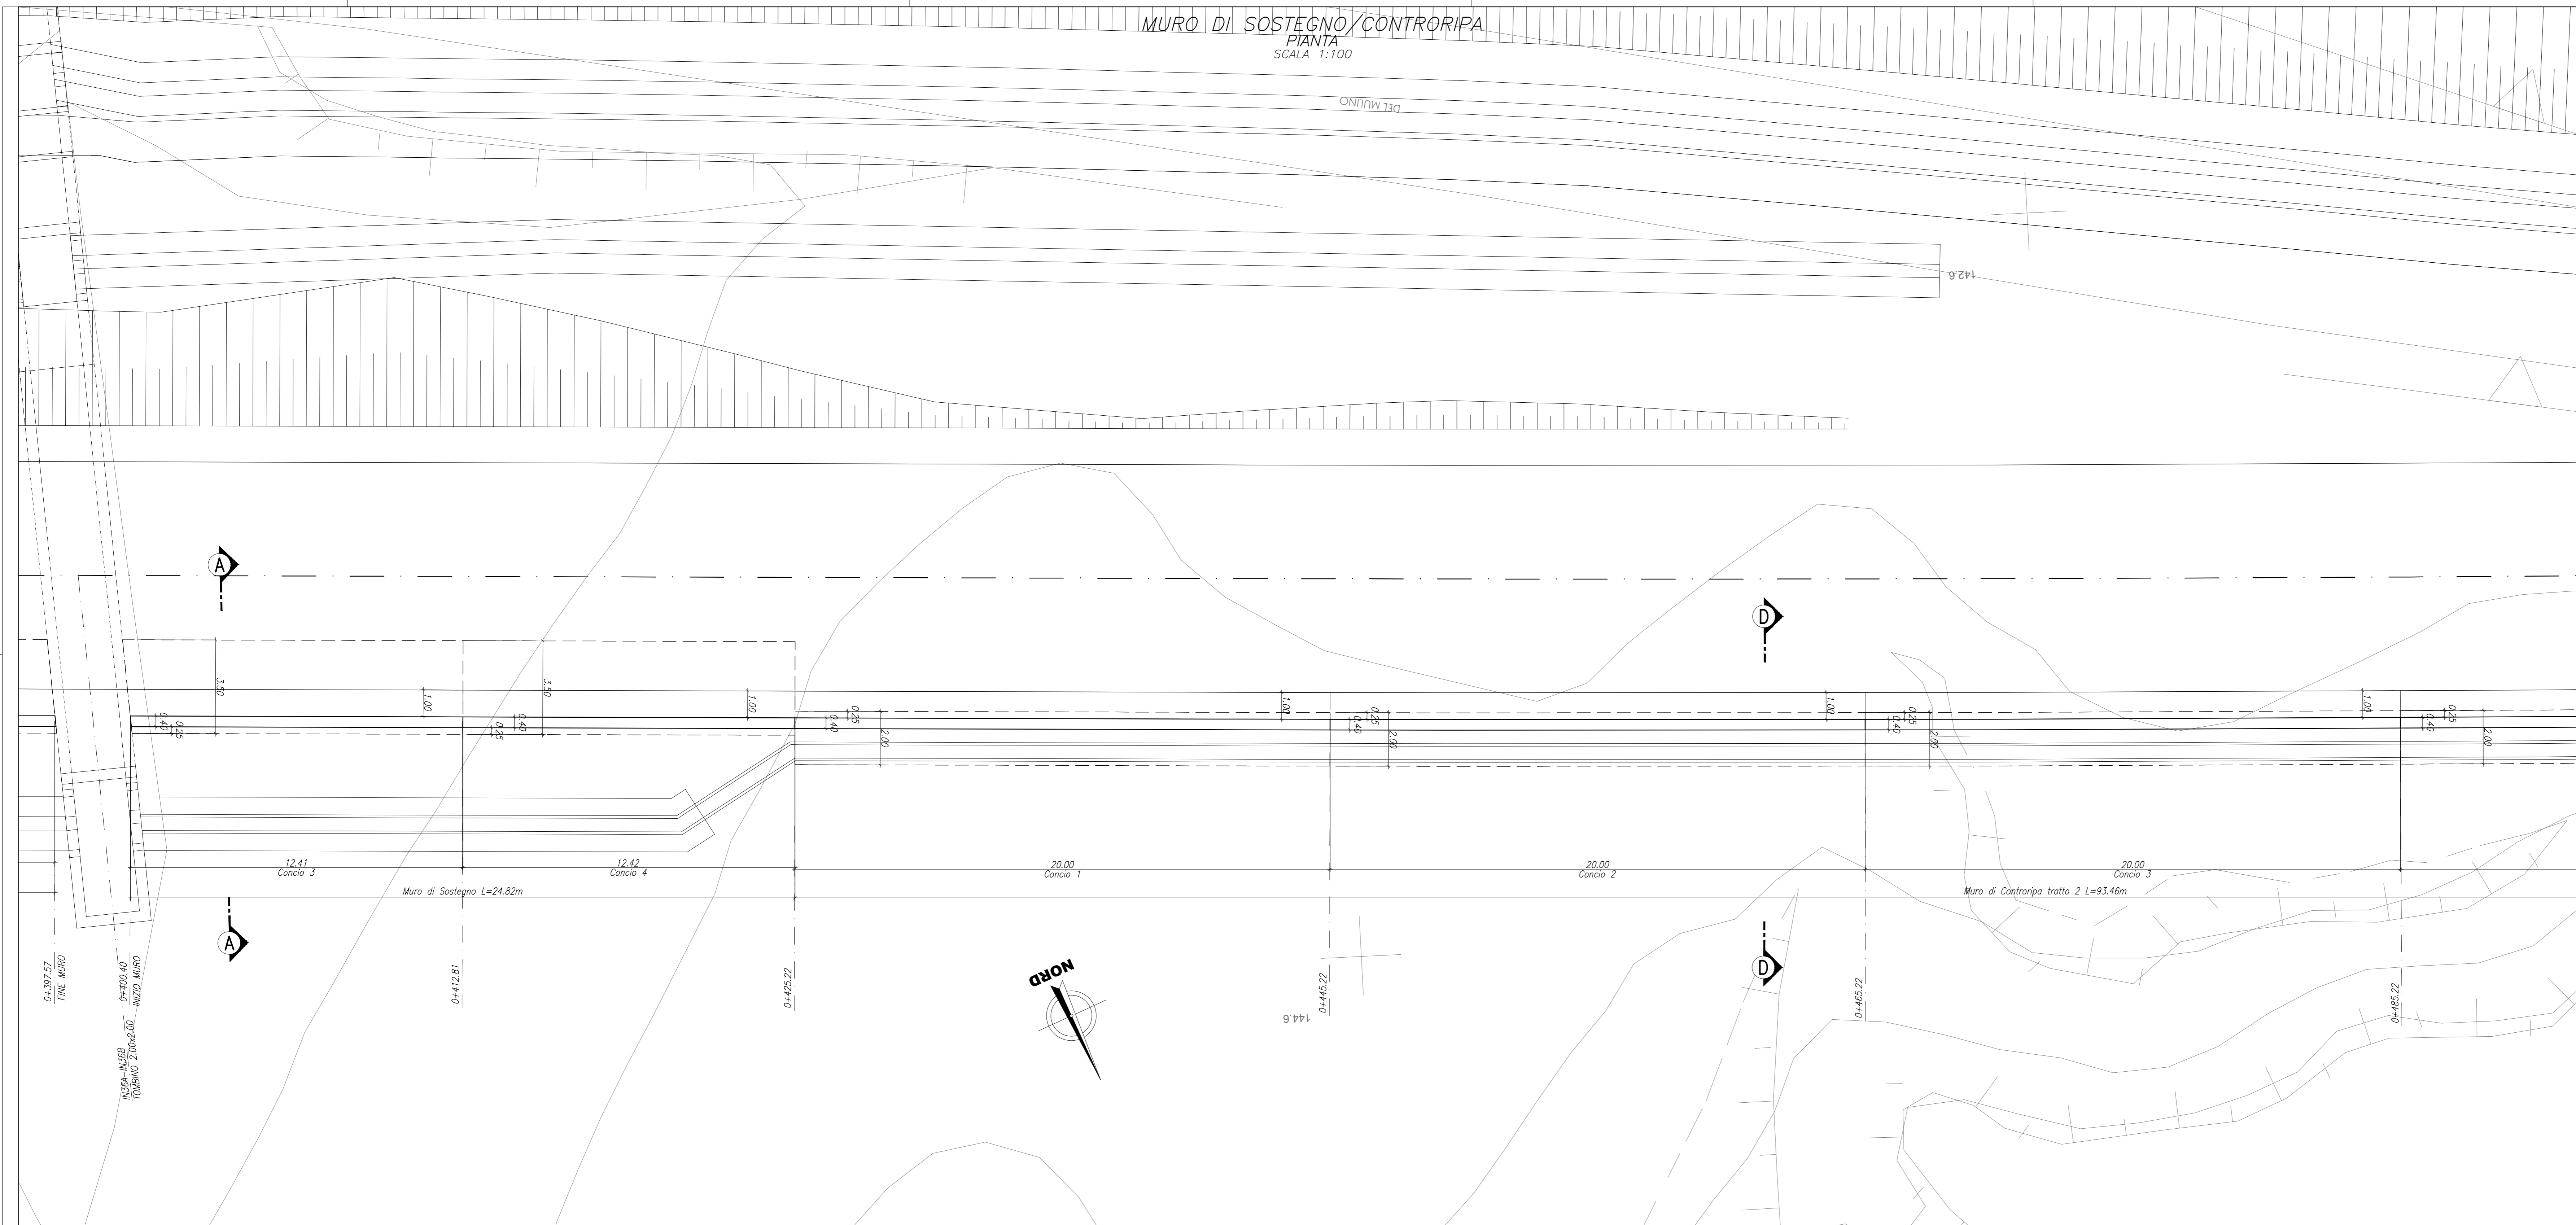 MURO DI SOSTEGNO/CONTRORIPA
PIANTA
SCALA 1:100
DEL MULINO
142.6
A
D
3.50
3.50
1.00
1.00
1.00
1.00
1.00
0.40
0.25
0.25
0.40
0.40
0.25
2.00
0.40
0.25
2.00
0.40
0.25
2.00
0.40
0.25
2.00
12.41
Concio 3
12.42
Concio 4
20.00
Concio 1
20.00
Concio 2
20.00
Concio 3
Muro di Sostegno L=24.82m
Muro di Controripa tratto 2 L=93.46m
A
D
0+397.57
FINE MURO
0+400.40
INIZIO MURO
0+412.81
0+425.22
0+445.22
0+465.22
0+485.22
NORD
144.6
IN36A-IN36B
TOMBINO 2.00x2.00